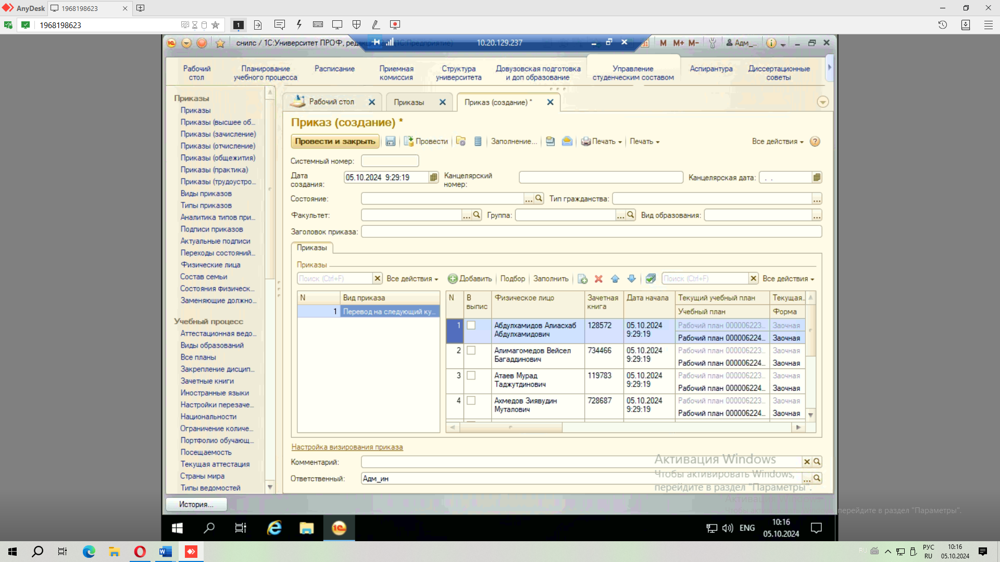 AnyDesk
1968198623
1968198623
1
снилс / 1С:Университет ПРОФ, редакц
(1С:Предприятие)
10.20.129.237
M M+ M-
Адм_...
Рабочий стол
Планирование учебного процесса
Расписание
Приемная комиссия
Структура университета
Довузовская подготовка и доп образование
Управление студенческим составом
Аспирантура
Диссертационные советы
Приказы
Приказы
Приказы (высшее об...
Приказы (зачисление)
Приказы (отчисление)
Приказы (общежития)
Приказы (практика)
Приказы (трудоустро...
Виды приказов
Типы приказов
Аналитика типов при...
Подписи приказов
Актуальные подписи
Переходы состояний...
Физические лица
Состав семьи
Состояния физическ...
Заменяющие должно...
Учебный процесс
Аттестационная ведо...
Виды образований
Все планы
Закрепление дисцип...
Зачетные книги
Иностранные языки
Настройки перезаче...
Национальности
Ограничение количе...
Портфолио обучающ...
Посещаемость
Текущая аттестация
Страны мира
Типы ведомостей
Рабочий стол
Приказы
Приказ (создание) *
Приказ (создание) *
Провести и закрыть
Провести
Заполнение...
Печать
Печать
Все действия
Системный номер:
Дата создания:
05.10.2024 9:29:19
Канцелярский номер:
Канцелярская дата:
. .
Состояние:
Тип гражданства:
Факультет:
Группа:
Вид образования:
Заголовок приказа:
Приказы
Приказы
Поиск (Ctrl+F)
Все действия
Добавить
Подбор
Заполнить
Поиск (Ctrl+F)
Все действия
N Вид приказа
1 Перевод на следующий ку...
N В выпис Физическое лицо Зачетная книга Дата начала Текущий учебный план Текущая...
Учебный план Форма
1 Абдулхамидов Алиасхаб Абдулхамидович 128572 05.10.2024 9:29:19 Рабочий план 000006223... Заочная
Рабочий план 000006224... Заочная
2 Алимагомедов Вейсел Багаддинович 734466 05.10.2024 9:29:19 Рабочий план 000006223... Заочная
Рабочий план 000006224... Заочная
3 Атаев Мурад Таджутдинович 119783 05.10.2024 9:29:19 Рабочий план 000006223... Заочная
Рабочий план 000006224... Заочная
4 Ахмедов Зиявудин Муталович 728687 05.10.2024 9:29:19 Рабочий план 000006223... Заочная
Рабочий план 000006224... Заочная
Настройка визирования приказа
Комментарий:
Ответственный:
Адм_ин
Активация Windows
Чтобы активировать Windows,
перейдите в раздел "Параметры".
перейдите в раздел "Параметры".
История...
ENG
10:16
05.10.2024
RU
РУС
RU
10:16
05.10.2024